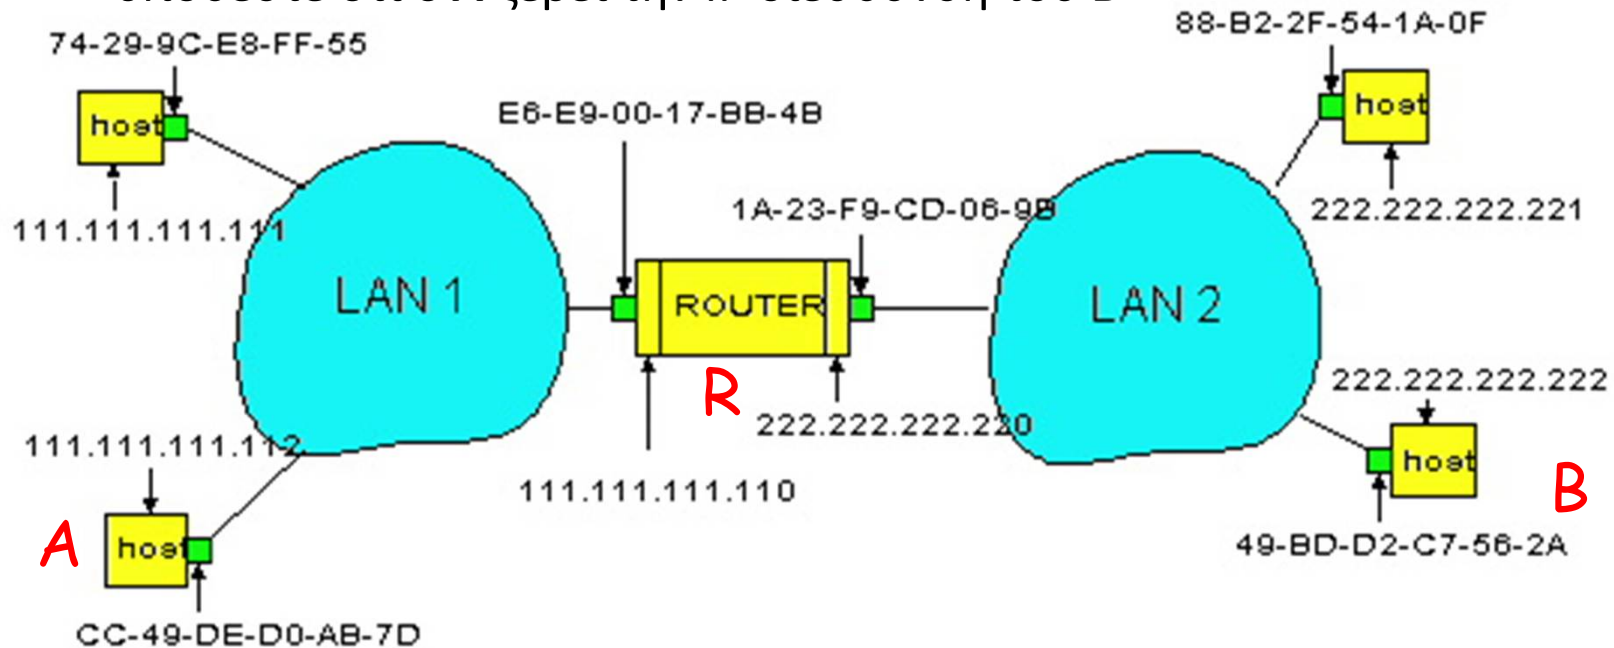 88-B2-2F-54-1A-0F
74-29-9C-E8-FF-55
E6-E9-00-17-BB-4B
host
host
111.111.111.111
1A-23-F9-CD-06-9B
222.222.222.221
LAN 1
ROUTER
LAN 2
R
222.222.222.222
222.222.222.220
111.111.111.112
111.111.111.110
host
B
A
host
49-BD-D2-C7-56-2A
CC-49-DE-D0-AB-7D